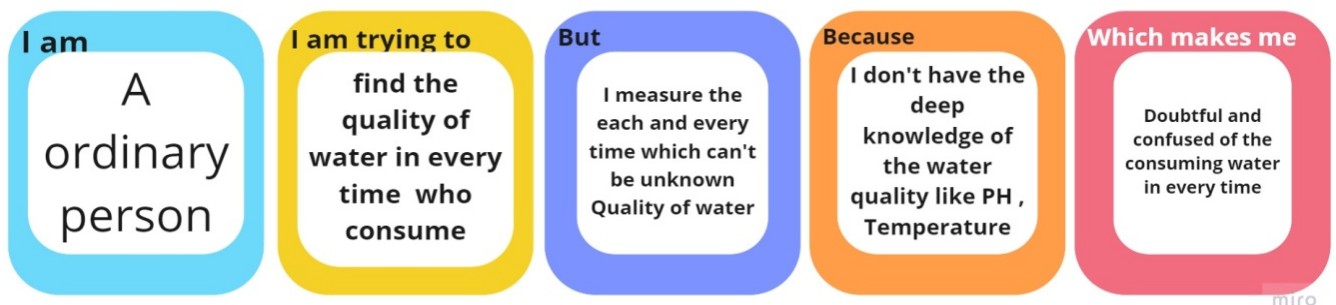 I am
A
ordinary
person
I am trying to
find the
quality of
water in every
time who
consume
But
I measure the
each and every
time which can't
be unknown
Quality of water
Because
I don't have the
deep
knowledge of
the water
quality like PH ,
Temperature
Which makes me
Doubtful and
confused of the
consuming water
in every time
miro